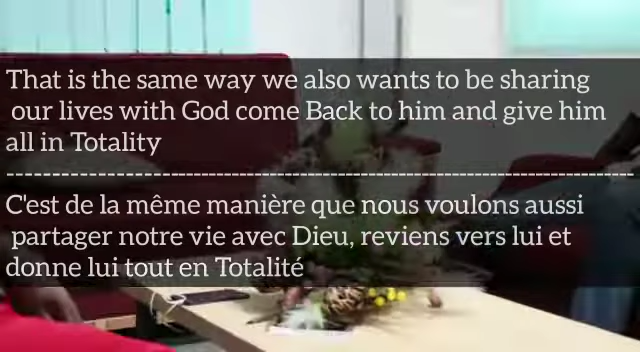 That is the same way we also wants to be sharing
our lives with God come Back to him and give him
all in Totality
--------------------------------------------------------------------------------
C'est de la même manière que nous voulons aussi
partager notre vie avec Dieu, reviens vers lui et
donne lui tout en Totalité